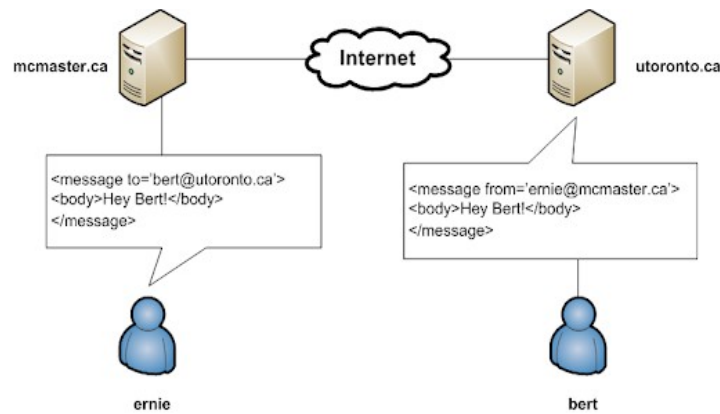 mcmaster.ca
Internet
utoronto.ca
<message to='bert@utoronto.ca'>
<body>Hey Bert!</body>
</message>
<message from='ernie@mcmaster.ca'>
<body>Hey Bert!</body>
</message>
ernie
bert